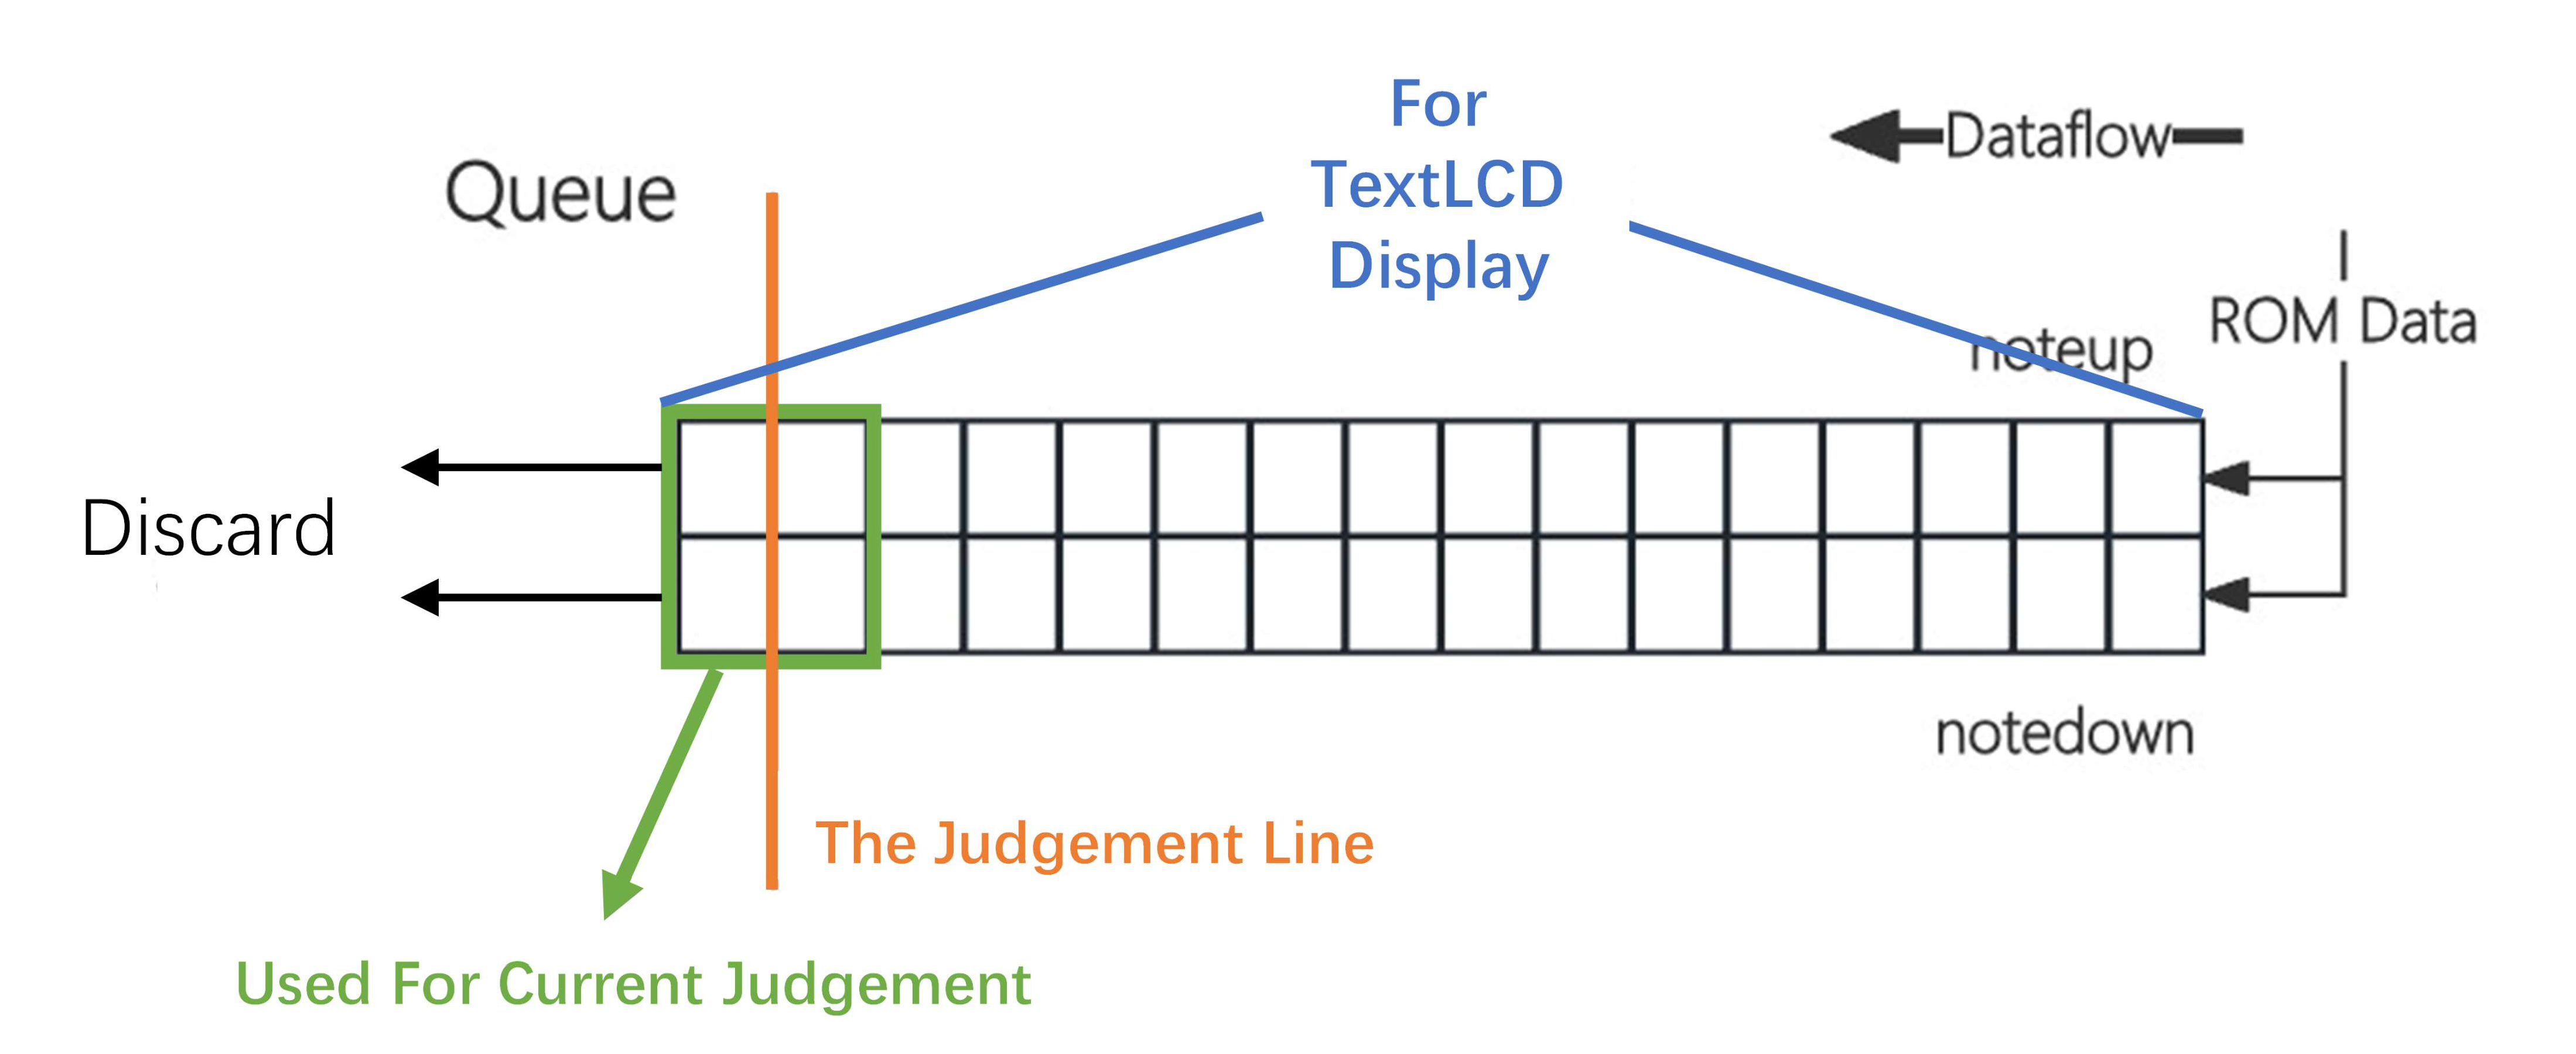 For
TextLCD
Display
Dataflow
Queue
noteup
ROM Data
Discard
notedown
The Judgement Line
Used For Current Judgement